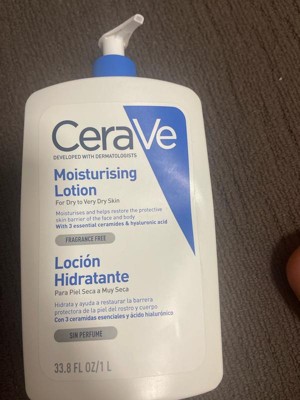 CeraVe
DEVELOPED WITH DERMATOLOGISTS
Moisturising
Lotion
For Dry to Very Dry Skin
Moisturises and helps restore the protective
skin barrier of the face and body
With 3 essential ceramides & hyaluronic acid
FRAGRANCE FREE
Loción
Hidratante
Para Piel Seca a Muy Seca
Hidrata y ayuda a restaurar la barrera
protectora de la piel del rostro y cuerpo
Con 3 ceramidas esenciales y ácido hialurónico
SIN PERFUME
33.8 FL OZ/1 L